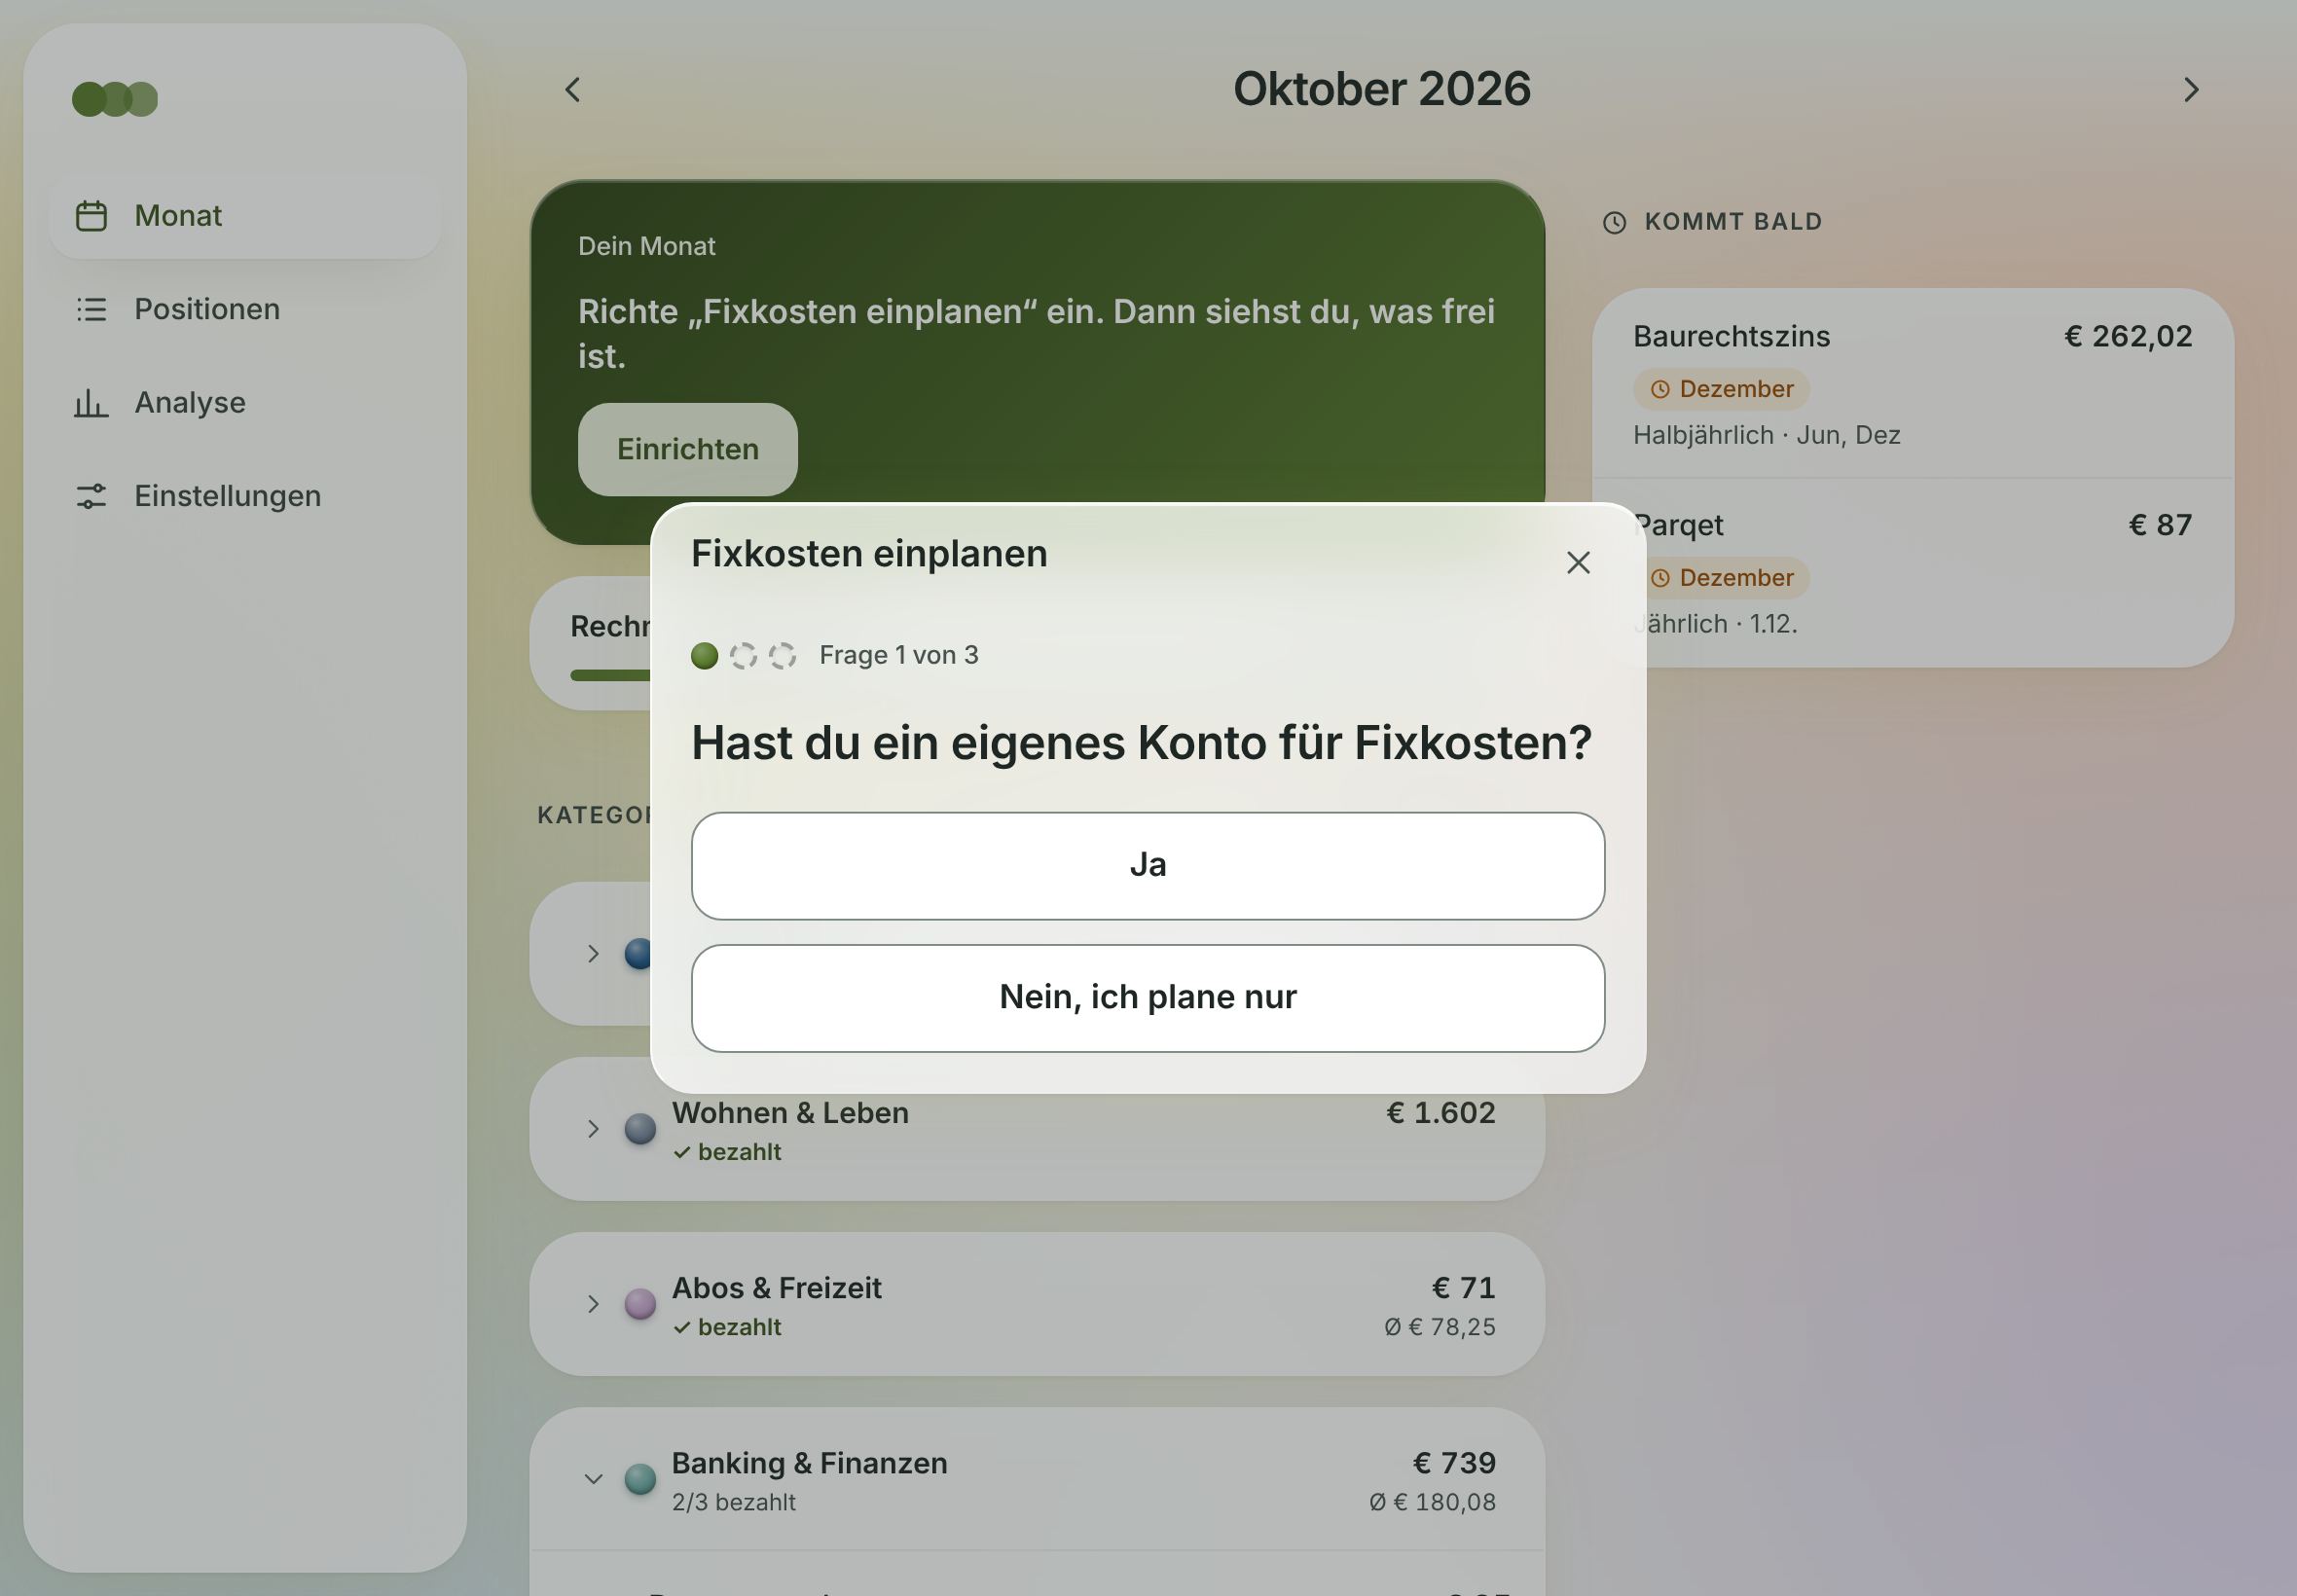 Monat
Positionen
Analyse
Einstellungen
Oktober 2026
Dein Monat
Richte „Fixkosten einplanen“ ein. Dann siehst du, was frei
ist.
Einrichten
KOMMT BALD
Baurechtszins
€ 262,02
Dezember
Halbjährlich · Jun, Dez
Parqet
€ 87
Dezember
Jährlich · 1.12.
Fixkosten einplanen
Frage 1 von 3
Hast du ein eigenes Konto für Fixkosten?
Ja
Nein, ich plane nur
Wohnen & Leben
€ 1.602
bezahlt
Abos & Freizeit
€ 71
bezahlt
Ø € 78,25
Banking & Finanzen
€ 739
2/3 bezahlt
Ø € 180,08